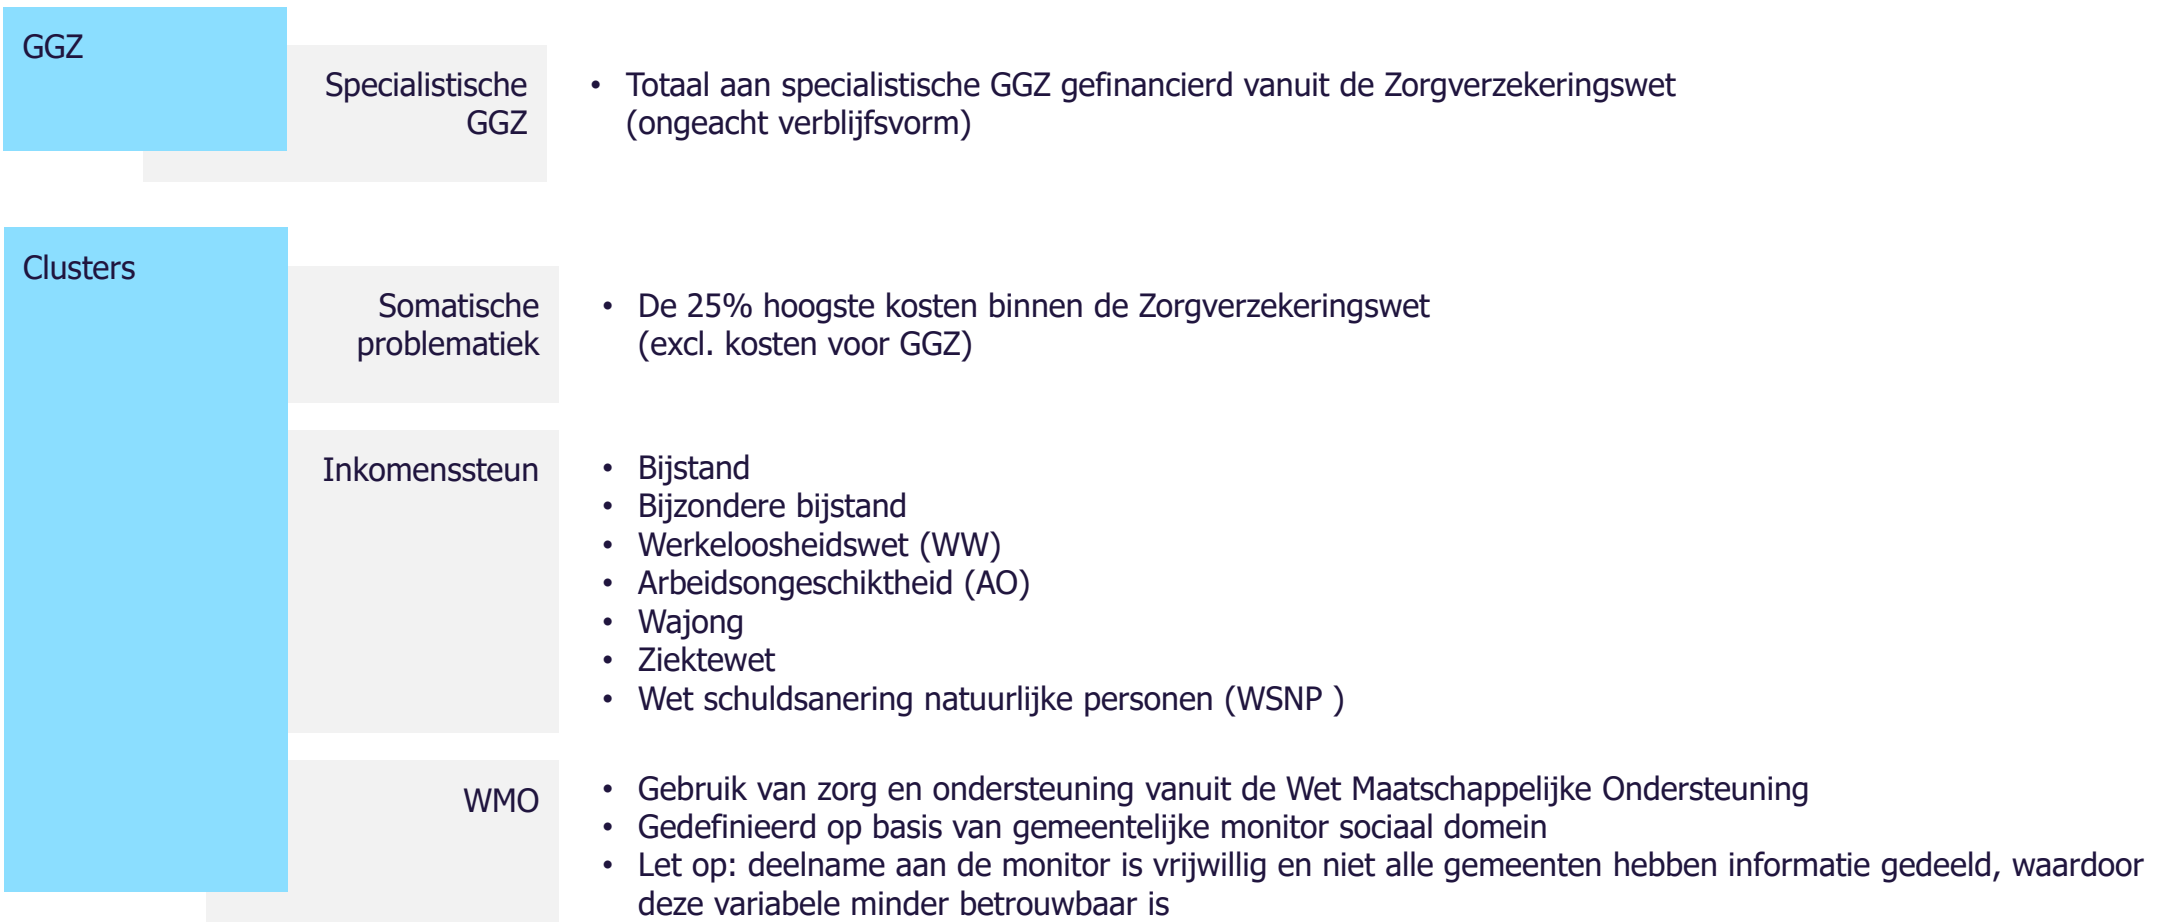 GGZ
Specialistische
GGZ
• Totaal aan specialistische GGZ gefinancierd vanuit de Zorgverzekeringswet
(ongeacht verblijfsvorm)
Clusters
Somatische
problematiek
• De 25% hoogste kosten binnen de Zorgverzekeringswet
(excl. kosten voor GGZ)
Inkomenssteun
• Bijstand
• Bijzondere bijstand
• Werkeloosheidswet (WW)
• Arbeidsongeschiktheid (AO)
• Wajong
• Ziektewet
• Wet schuldsanering natuurlijke personen (WSNP )
WMO
• Gebruik van zorg en ondersteuning vanuit de Wet Maatschappelijke Ondersteuning
• Gedefinieerd op basis van gemeentelijke monitor sociaal domein
• Let op: deelname aan de monitor is vrijwillig en niet alle gemeenten hebben informatie gedeeld, waardoor
deze variabele minder betrouwbaar is